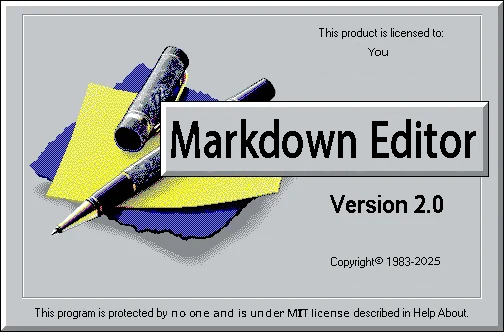 This product is licensed to:
You
Markdown Editor
Version 2.0
Copyright© 1983-2025
This program is protected by no one and is under MIT license described in Help About.